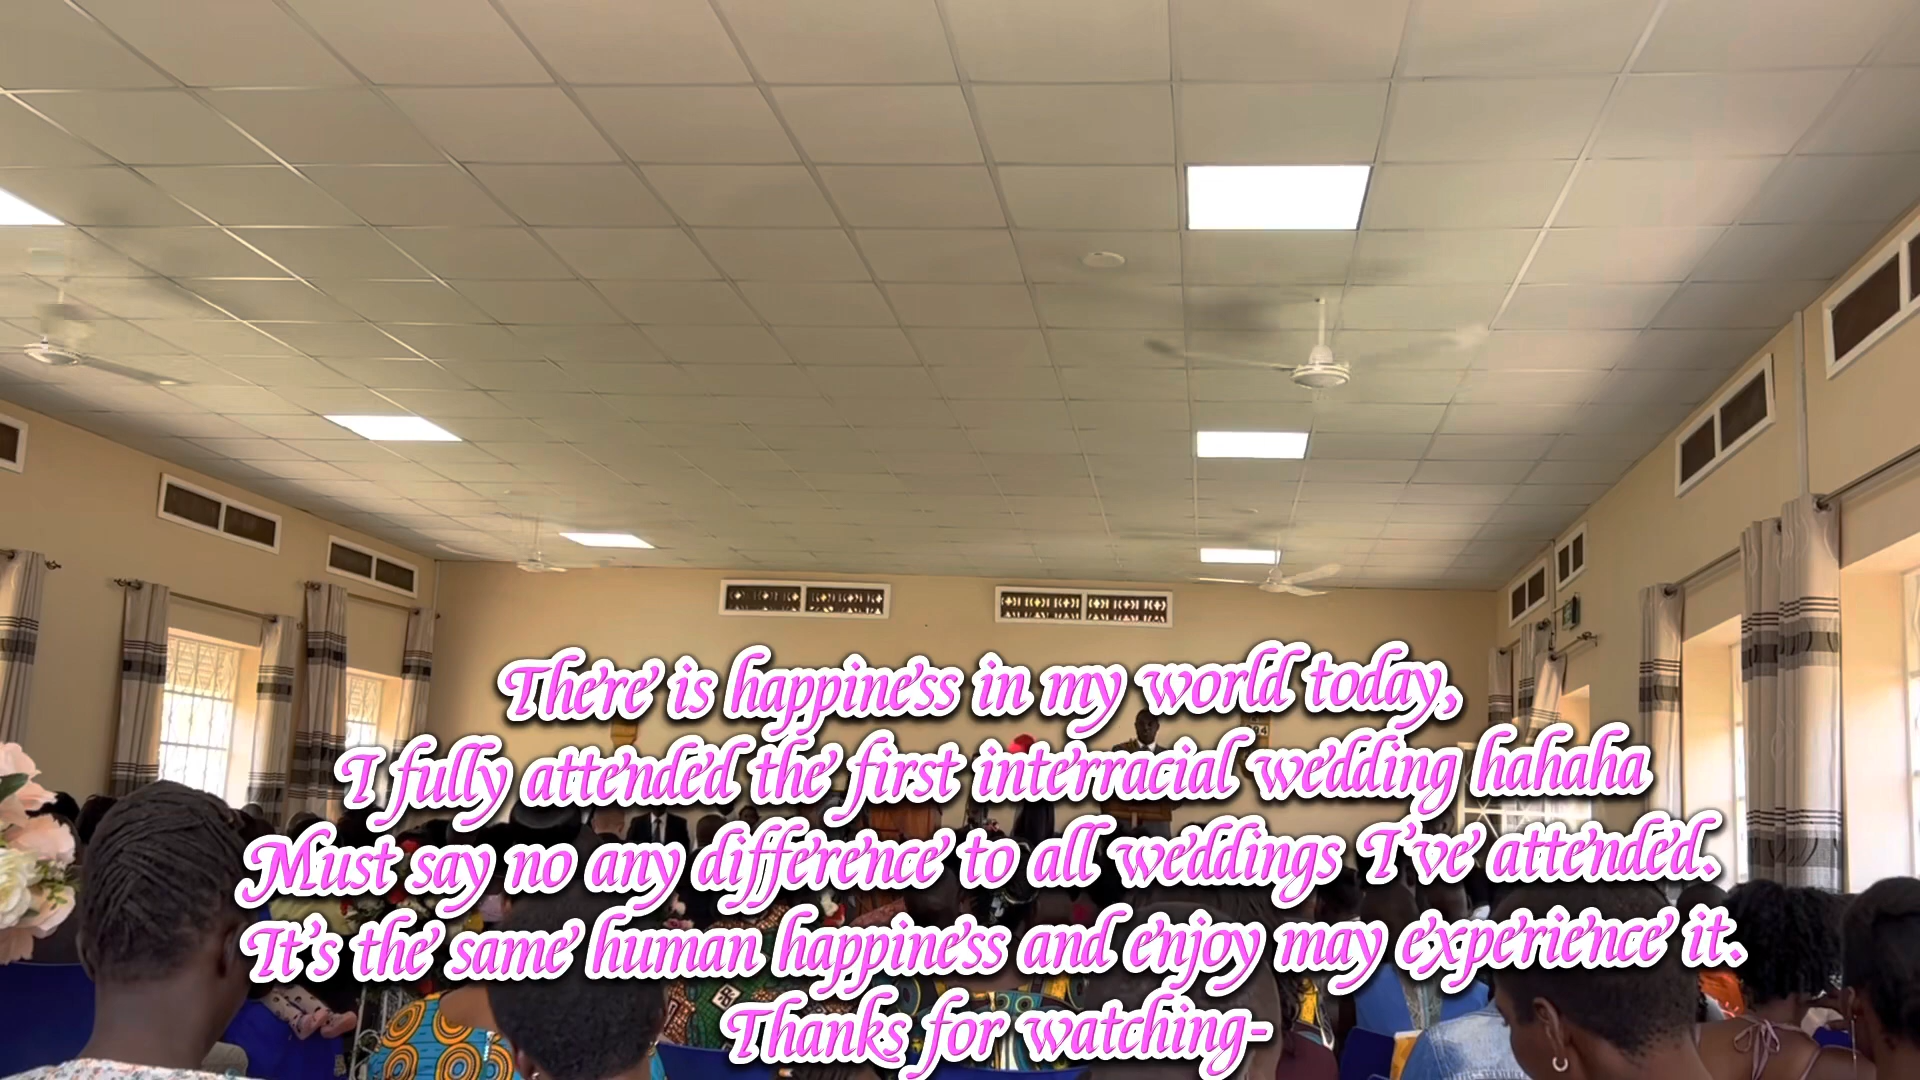 There is happiness in my world today,
I fully attended the first interracial wedding hahaha
Must say no any difference to all weddings I've attended.
It's the same human happiness and enjoy may experience it.
Thanks for watching-